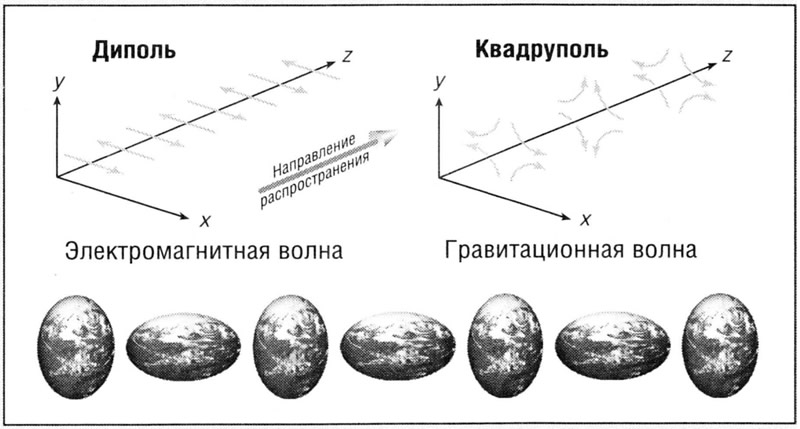 Диполь
Квадруполь
y
z
x
y
z
x
Направление
распространения
Электромагнитная волна
Гравитационная волна